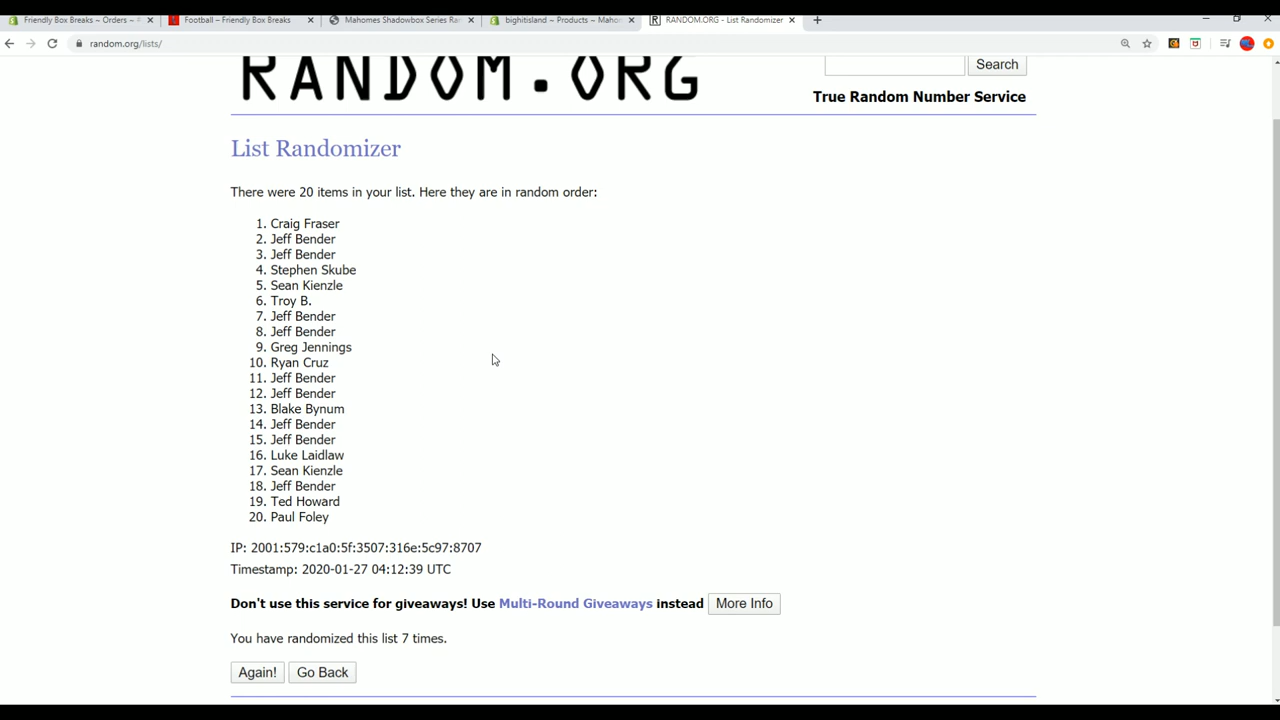 Friendly Box Breaks ~ Orders ~
Football – Friendly Box Breaks
Mahomes Shadowbox Series Ra
bighitisland ~ Products ~ Maho
RANDOM.ORG - List Randomizer
random.org/lists/
RANDOM.ORG
Search
True Random Number Service
List Randomizer
There were 20 items in your list. Here they are in random order:
1. Craig Fraser
2. Jeff Bender
3. Jeff Bender
4. Stephen Skube
5. Sean Kienzle
6. Troy B.
7. Jeff Bender
8. Jeff Bender
9. Greg Jennings
10. Ryan Cruz
11. Jeff Bender
12. Jeff Bender
13. Blake Bynum
14. Jeff Bender
15. Jeff Bender
16. Luke Laidlaw
17. Sean Kienzle
18. Jeff Bender
19. Ted Howard
20. Paul Foley
IP: 2001:579:c1a0:5f:3507:316e:5c97:8707
Timestamp: 2020-01-27 04:12:39 UTC
Don't use this service for giveaways! Use Multi-Round Giveaways instead More Info
You have randomized this list 7 times.
Again! Go Back